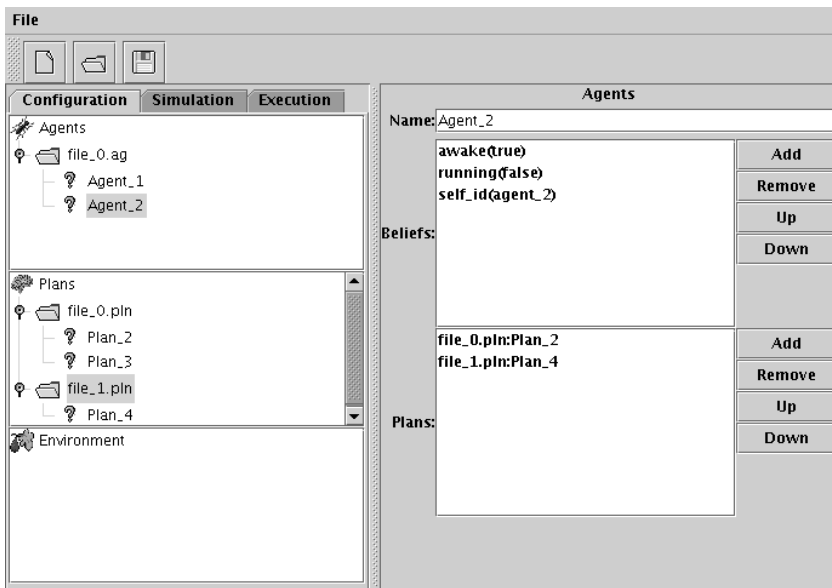 File
Configuration Simulation Execution
Agents
file_0.ag
Agent_1
Agent_2
Plans
file_0.pln
Plan_2
Plan_3
file_1.pln
Plan_4
Environment
Agents
Name: Agent_2
Beliefs:
awake(true)
running(false)
self_id(agent_2)
Add
Remove
Up
Down
Plans:
file_0.pln:Plan_2
file_1.pln:Plan_4
Add
Remove
Up
Down